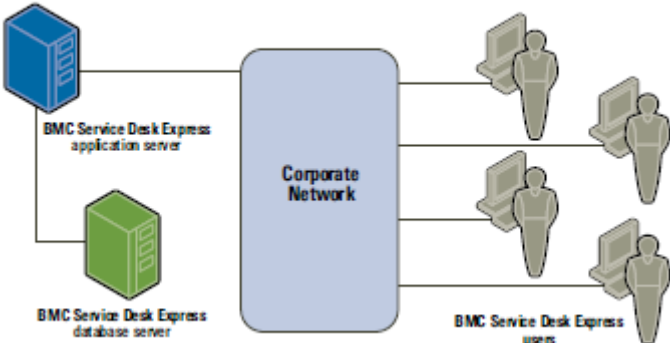 BMC Service Desk Express
application server
Corporate
Network
BMC Service Desk Express
database server
BMC Service Desk Express
users